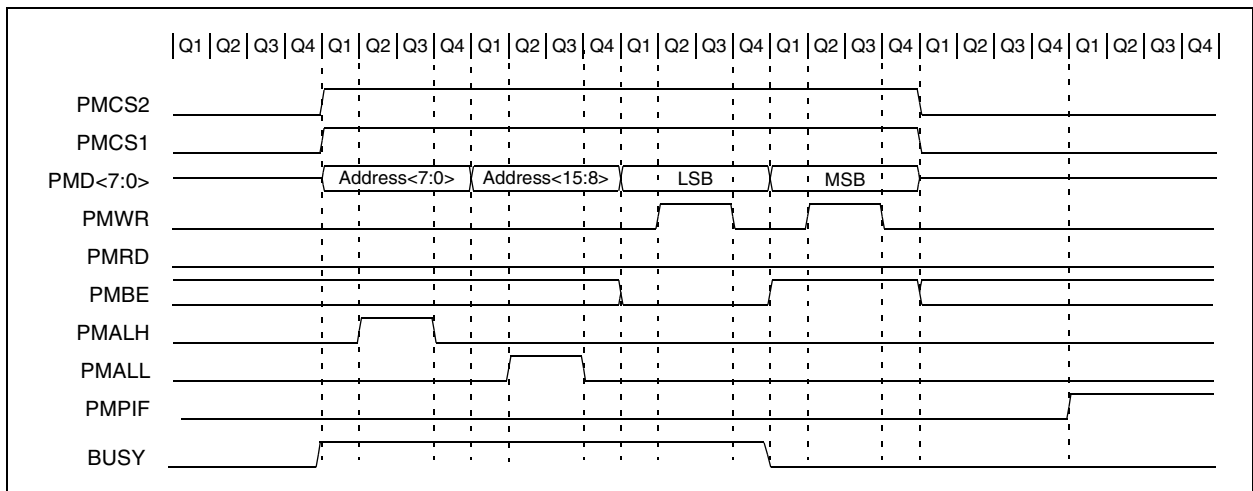 Q1 Q2 Q3 Q4 Q1 Q2 Q3 Q4 Q1 Q2 Q3 Q4 Q1 Q2 Q3 Q4 Q1 Q2 Q3 Q4 Q1 Q2 Q3 Q4 Q1 Q2 Q3 Q4
PMCS2
PMCS1
PMD<7:0> Address<7:0> Address<15:8> LSB MSB
PMWR
PMRD
PMBE
PMALH
PMALL
PMPIF
BUSY